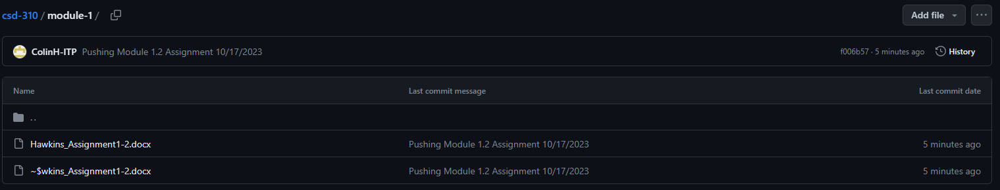 csd-310 / module-1 /
Add file
ColinH-ITP Pushing Module 1.2 Assignment 10/17/2023
f006b57 · 5 minutes ago History
Name Last commit message Last commit date
..
Hawkins_Assignment1-2.docx Pushing Module 1.2 Assignment 10/17/2023 5 minutes ago
~$wkins_Assignment1-2.docx Pushing Module 1.2 Assignment 10/17/2023 5 minutes ago